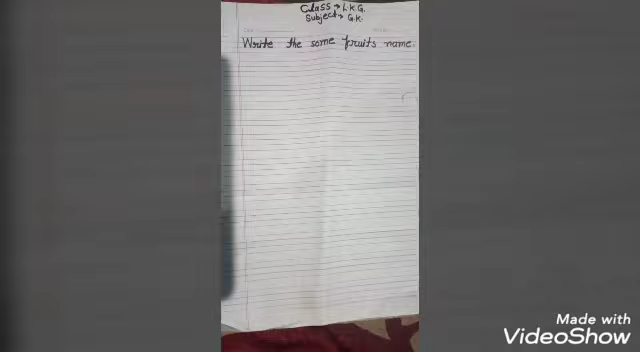 Class → L.K.G.
Subject → G.K.
Write the some fruits name.
Made with
VideoShow